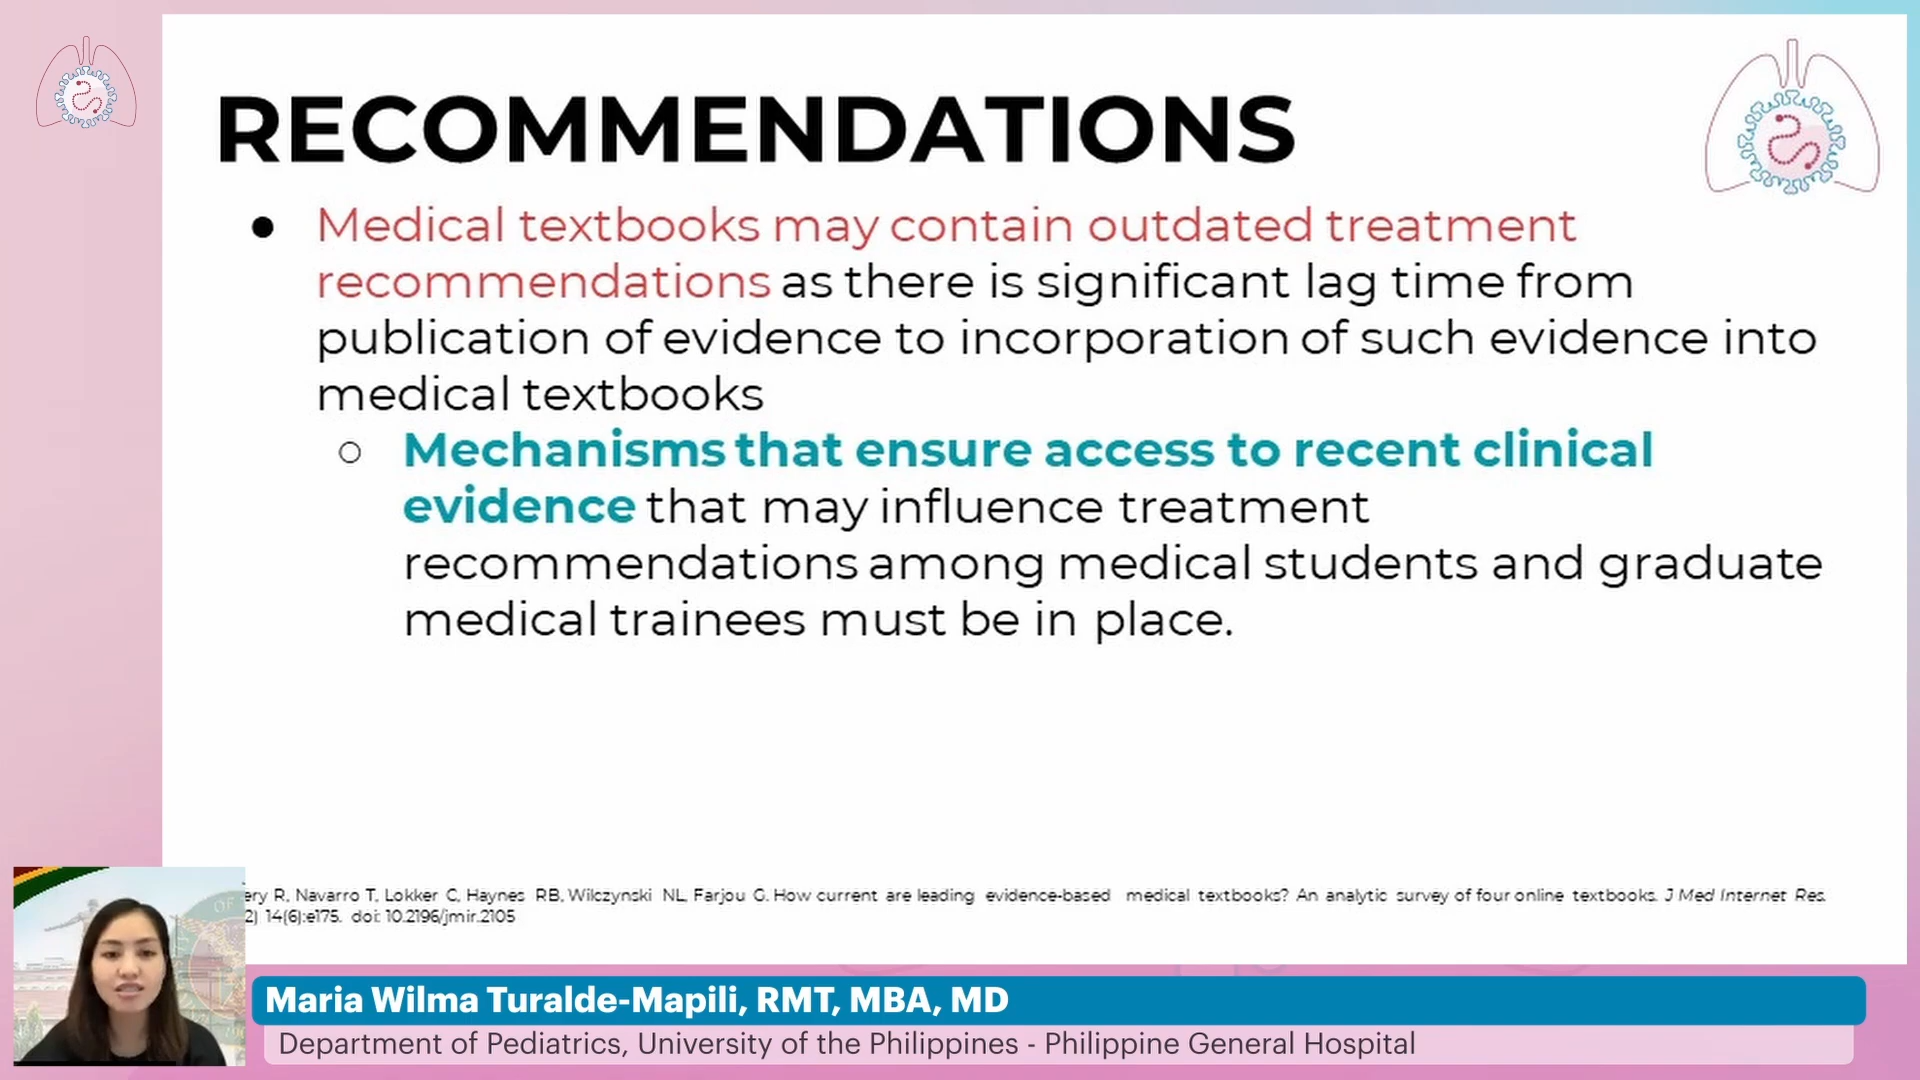 RECOMMENDATIONS
● Medical textbooks may contain outdated treatment
recommendations as there is significant lag time from
publication of evidence to incorporation of such evidence into
medical textbooks
○ Mechanisms that ensure access to recent clinical
evidence that may influence treatment
recommendations among medical students and graduate
medical trainees must be in place.
R, Navarro T, Lokker C, Haynes RB, Wilczynski NL, Farjou G. How current are leading evidence-based medical textbooks? An analytic survey of four online textbooks. J Med Internet Res.
14(6):e175. doi: 10.2196/jmir.2105
Maria Wilma Turalde-Mapili, RMT, MBA, MD
Department of Pediatrics, University of the Philippines - Philippine General Hospital